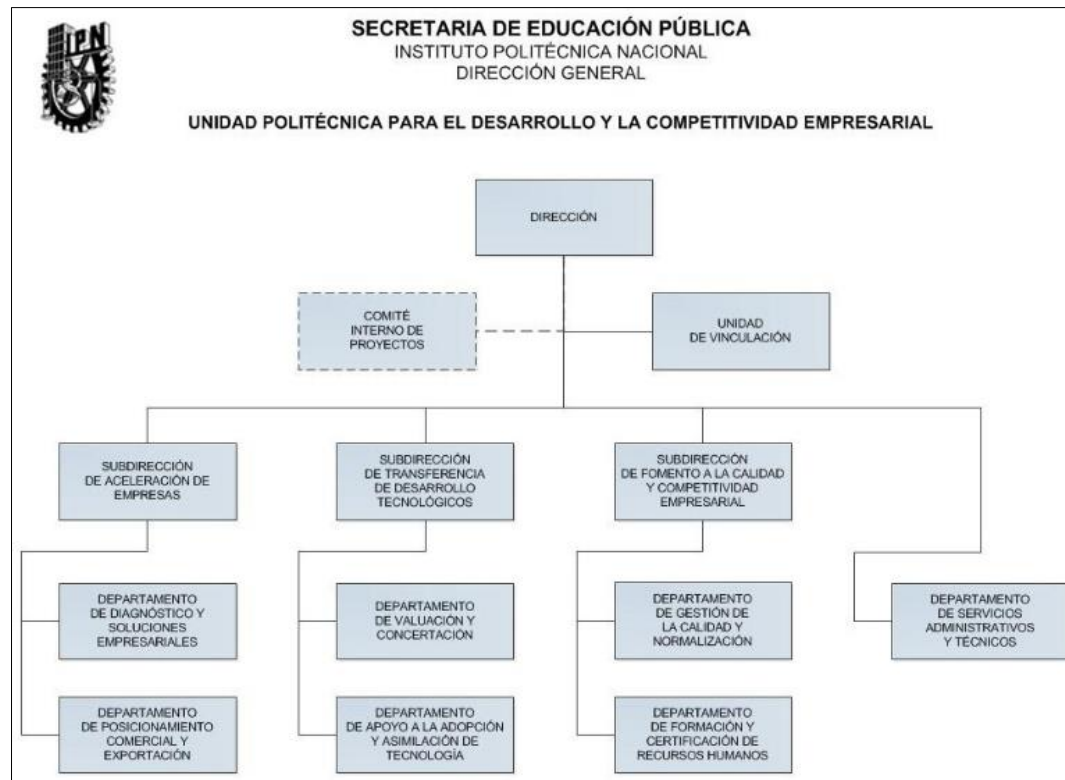 IPN
SECRETARIA DE EDUCACIÓN PÚBLICA
INSTITUTO POLITÉCNICA NACIONAL
DIRECCIÓN GENERAL
UNIDAD POLITÉCNICA PARA EL DESARROLLO Y LA COMPETITIVIDAD EMPRESARIAL
DIRECCIÓN
COMITÉ
INTERNO DE
PROYECTOS
UNIDAD
DE VINCULACIÓN
SUBDIRECCIÓN
DE ACELERACIÓN DE
EMPRESAS
SUBDIRECCIÓN
DE TRANSFERENCIA
DE DESARROLLO
TECNOLÓGICOS
SUBDIRECCIÓN
DE FOMENTO A LA CALIDAD
Y COMPETITIVIDAD
EMPRESARIAL
DEPARTAMENTO
DE DIAGNÓSTICO Y
SOLUCIONES
EMPRESARIALES
DEPARTAMENTO
DE VALUACIÓN Y
CONCERTACIÓN
DEPARTAMENTO
DE GESTIÓN DE
LA CALIDAD Y
NORMALIZACIÓN
DEPARTAMENTO
DE SERVICIOS
ADMINISTRATIVOS
Y TÉCNICOS
DEPARTAMENTO
DE POSICIONAMIENTO
COMERCIAL Y
EXPORTACIÓN
DEPARTAMENTO
DE APOYO A LA ADOPCIÓN
Y ASIMILACIÓN DE
TECNOLOGÍA
DEPARTAMENTO
DE FORMACIÓN Y
CERTIFICACIÓN DE
RECURSOS HUMANOS